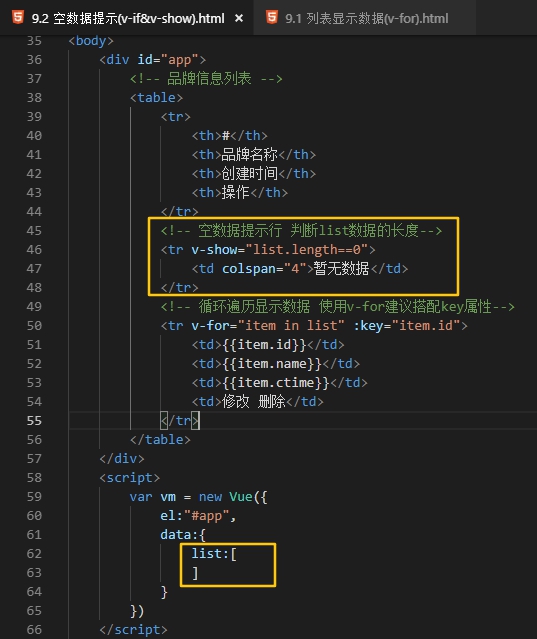 9.2 空数据提示(v-if&v-show).html × 9.1 列表显示数据(v-for).html
35 <body>
36 <div id="app">
37 <!-- 品牌信息列表 -->
38 <table>
39 <tr>
40 <th>#</th>
41 <th>品牌名称</th>
42 <th>创建时间</th>
43 <th>操作</th>
44 </tr>
45 <!-- 空数据提示行 判断list数据的长度-->
46 <tr v-show="list.length==0">
47 <td colspan="4">暂无数据</td>
48 </tr>
49 <!-- 循环遍历显示数据 使用v-for建议搭配key属性-->
50 <tr v-for="item in list" :key="item.id">
51 <td>{{item.id}}</td>
52 <td>{{item.name}}</td>
53 <td>{{item.ctime}}</td>
54 <td>修改 删除</td>
55 </tr>
56 </table>
57 </div>
58 <script>
59 var vm = new Vue({
60 el:"#app",
61 data:{
62 list:[
63 ]
64 }
65 })
66 </script>